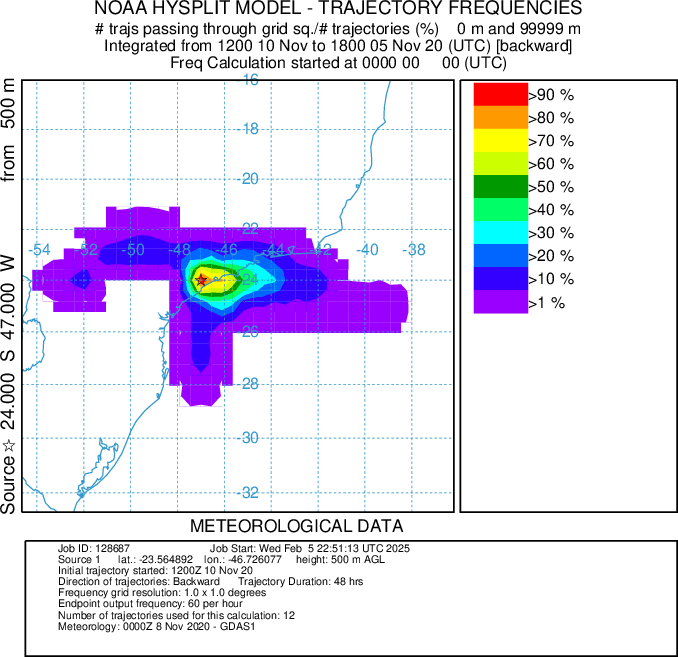 NOAA HYSPLIT MODEL - TRAJECTORY FREQUENCIES
# trajs passing through grid sq./# trajectories (%) 0 m and 99999 m
Integrated from 1200 10 Nov to 1800 05 Nov 20 (UTC) [backward]
Freq Calculation started at 0000 00 00 (UTC)
Source ☆ 24.000 S 47.000 W from 500 m
-16
-18
-20
-22
-54 -52 -50 -48 -46 -44 -42 -40 -38
-24
-26
-28
-30
-32
>90 %
>80 %
>70 %
>60 %
>50 %
>40 %
>30 %
>20 %
>10 %
>1 %
METEOROLOGICAL DATA
Job ID: 128687 Job Start: Wed Feb 5 22:51:13 UTC 2025
Source 1 lat.: -23.564892 lon.: -46.726077 height: 500 m AGL
Initial trajectory started: 1200Z 10 Nov 20
Direction of trajectories: Backward Trajectory Duration: 48 hrs
Frequency grid resolution: 1.0 x 1.0 degrees
Endpoint output frequency: 60 per hour
Number of trajectories used for this calculation: 12
Meteorology: 0000Z 8 Nov 2020 - GDAS1